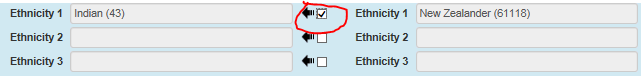 Ethnicity 1 Indian (43) Ethnicity 1 New Zealander (61118)
Ethnicity 2 Ethnicity 2
Ethnicity 3 Ethnicity 3